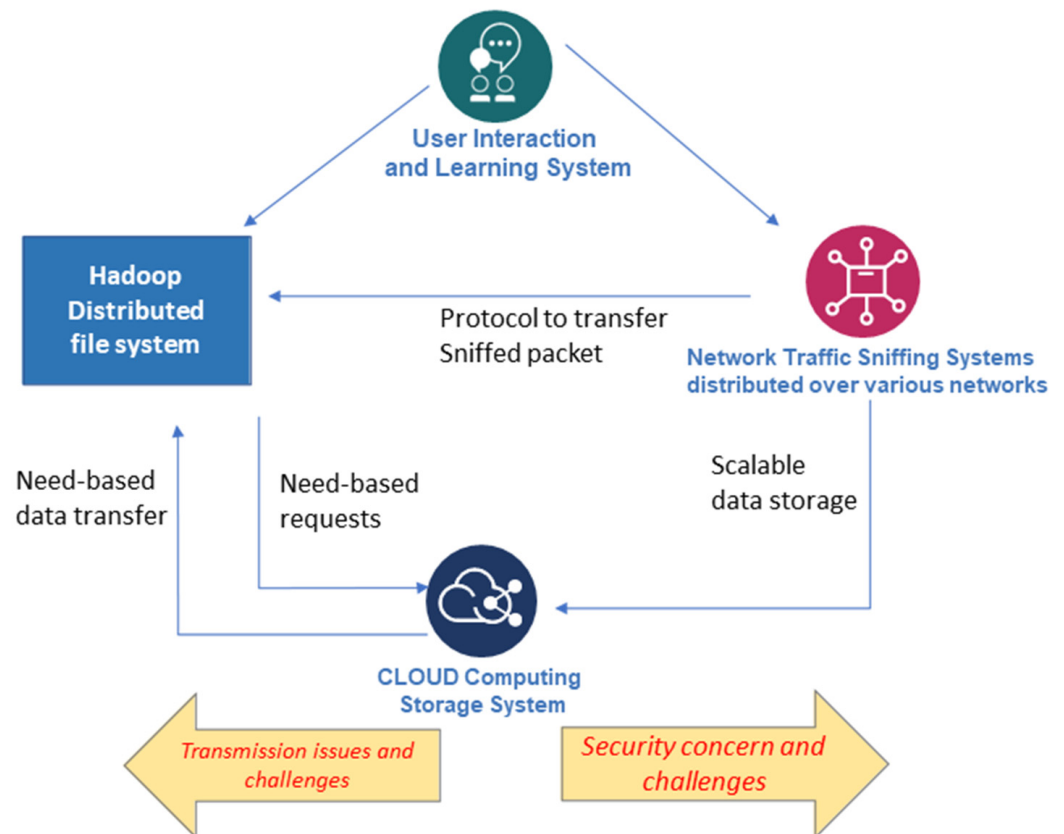 User Interaction
and Learning System
Hadoop
Distributed
file system
Protocol to transfer
Sniffed packet
Network Traffic Sniffing Systems
distributed over various networks
Need-based
data transfer
Need-based
requests
Scalable
data storage
CLOUD Computing
Storage System
Transmission issues and
challenges
Security concern and
challenges